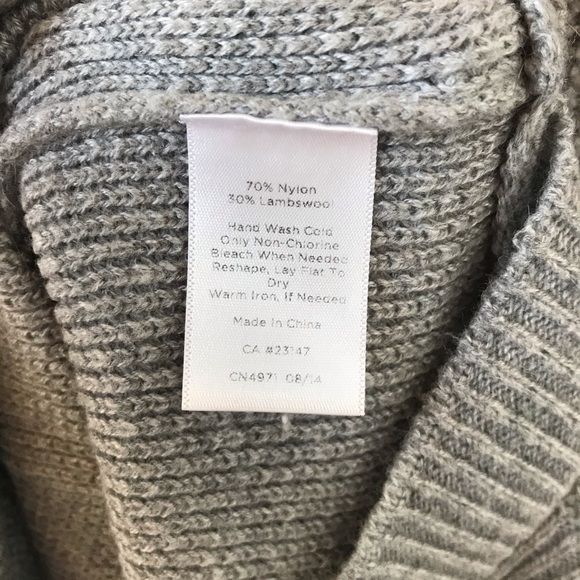 70% Nylon
30% Lambswool
Hand Wash Cold
Only Non-Chlorine
Bleach When Needed
Reshape, Lay Flat To
Dry
Warm Iron, If Needed
Made In China
CA #23147
CN4971 08/14